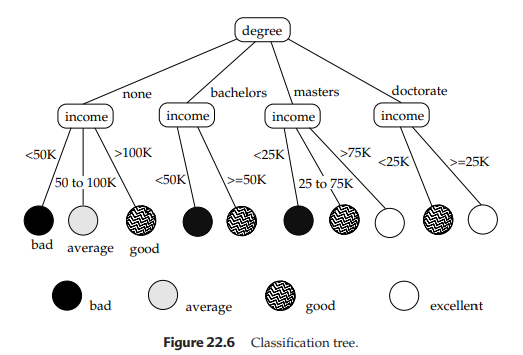 degree
none bachelors masters doctorate
income income income income
<50K 50 to 100K >100K <50K >=50K <25K 25 to 75K >75K <25K >=25K
bad average good
bad average good excellent
Figure 22.6 Classification tree.